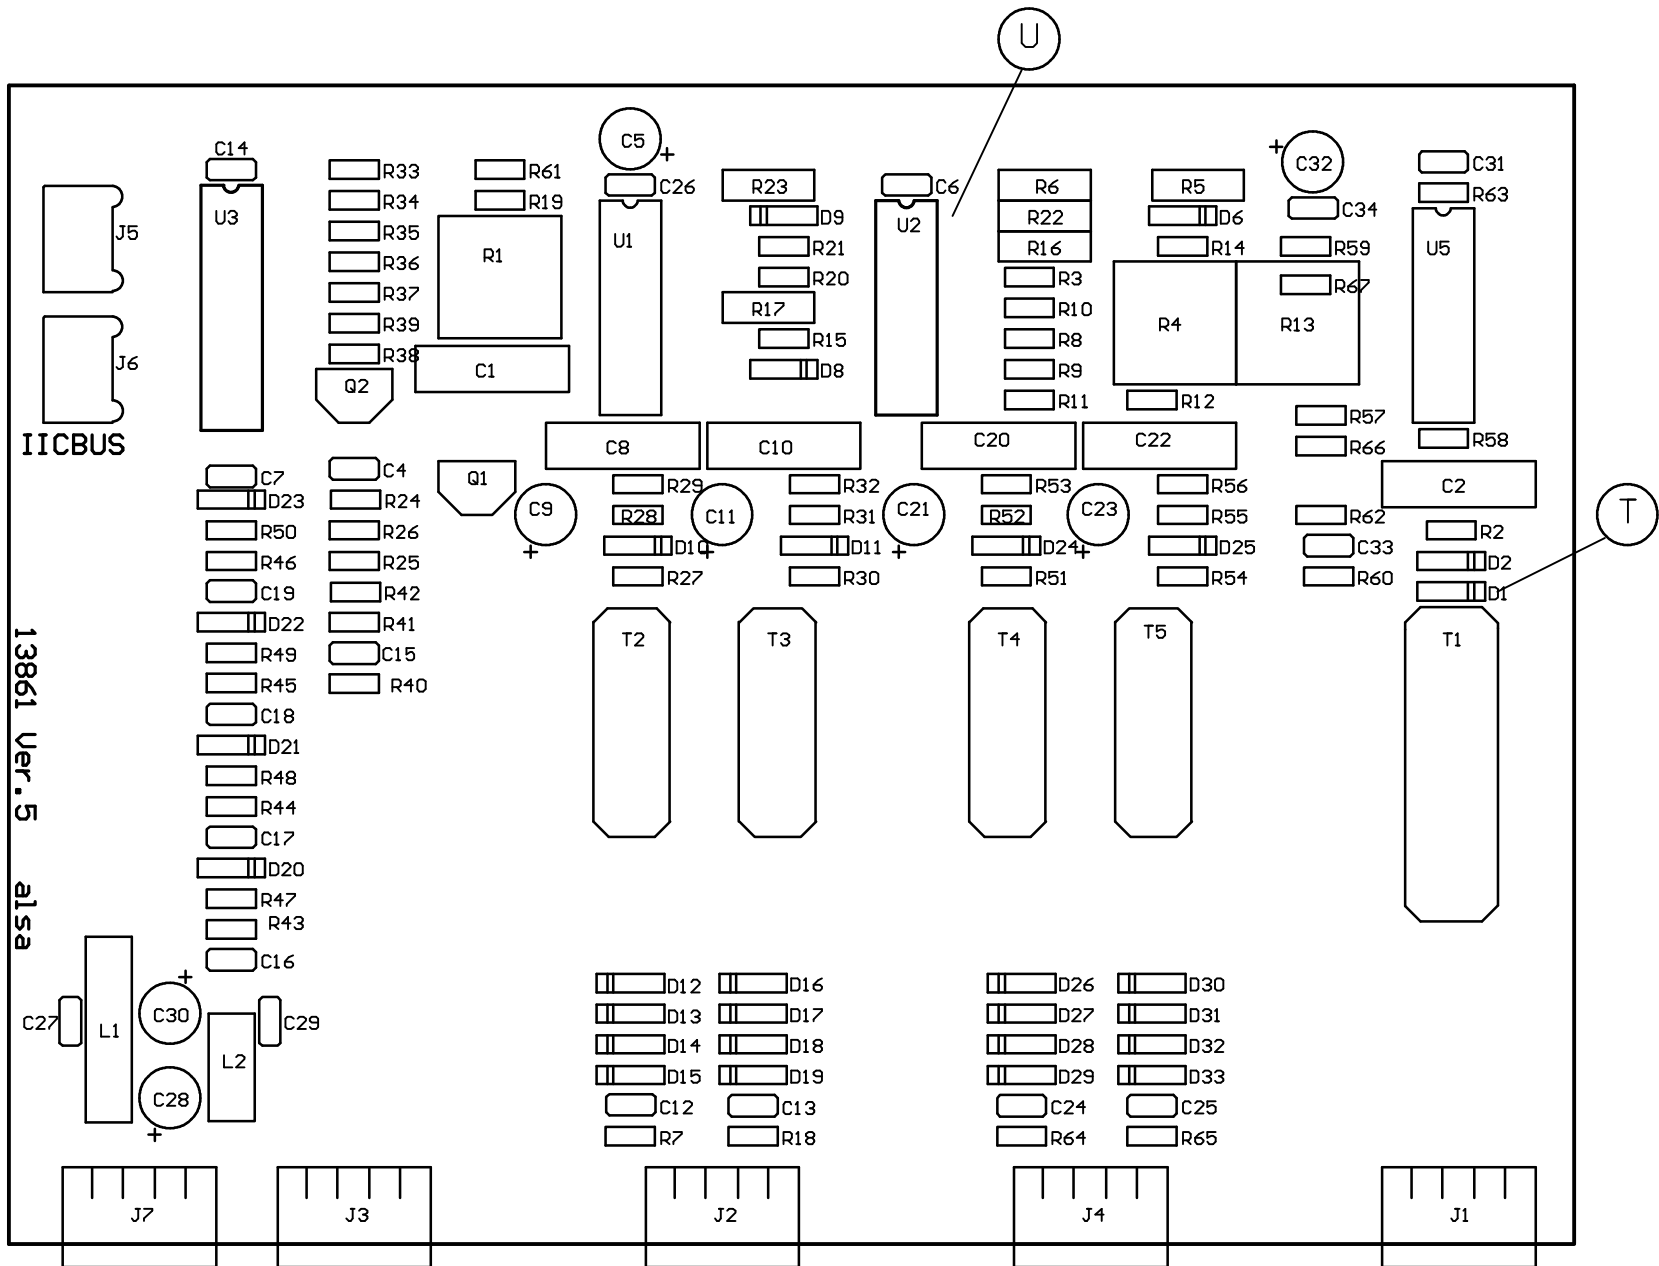 U
C14
C5
+
R33
R61
C26
R23
C6
R6
R5
+
C32
C31
R34
R19
D9
R22
D6
C34
R63
U3
U1
U2
U5
J5
R35
R1
R21
R16
R14
R59
R36
R20
R3
R67
R37
R17
R10
R4
R13
R39
R15
R8
J6
R38
C1
D8
R9
Q2
R11
R12
R57
IICBUS
C8
C10
C20
C22
R66
R58
C7
C4
Q1
R29
R32
R53
R56
C2
D23
R24
C9
R28
C11
R31
C21
R52
C23
R55
R62
T
R50
R26
+
D10
+
D11
+
D24
+
D25
C33
R2
R46
R25
R27
R30
R51
R54
R60
D2
C19
R42
D1
D22
R41
T2
T3
T4
T5
T1
R49
C15
R45
R40
C18
D21
R48
R44
C17
D20
R47
R43
C16
13861 Ver.5 alsa
+
D12
D16
D26
D30
C27
L1
C30
C29
D13
D17
D27
D31
L2
D14
D18
D28
D32
D15
D19
D29
D33
C28
C12
C13
C24
C25
+
R7
R18
R64
R65
J7
J3
J2
J4
J1